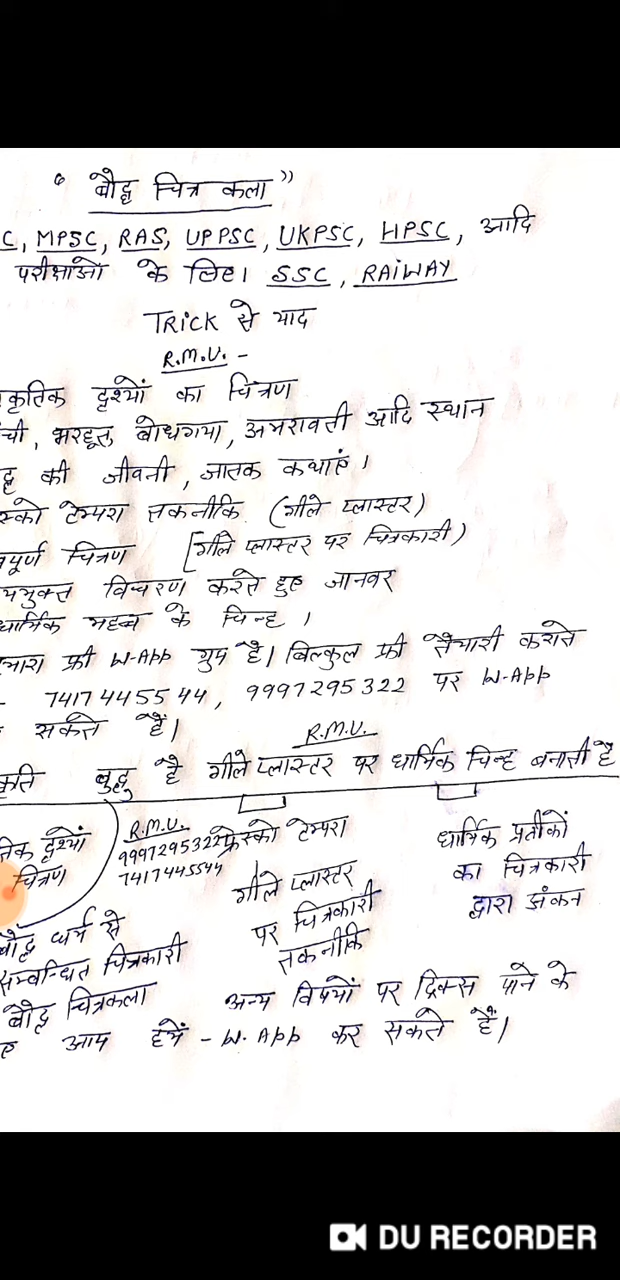 “ बौद्ध चित्र कला ”
C, MPSC, RAS, UPPSC, UKPSC, HPSC, आदि
परीक्षाओं के लिए। SSC, RAIWAY
TRICK से याद
R.M.U. -
कृतिक दृश्यों का चित्रण
ची, भरहूत, बोधगया, अमरावती आदि स्थान
द्ध की जीवनी, जातक कथाएं।
स्को टेम्परा तकनीकि (गीले प्लास्टर)
पूर्ण चित्रण [गीले प्लास्टर पर चित्रकारी)
युक्त विचरण करते हुए जानवर
धार्मिक महत्व के चिन्ह।
मारा फ्री W-App ग्रुप है। बिल्कुल फ्री तैयारी कराते
- 7417445544, 9997295322 पर W-App
सकते हैं।
R.M.U.
कृति बुद्ध है गीले प्लास्टर पर धार्मिक चिन्ह बनाती है
तिक दृश्यों
चित्रण
R.M.U.
9997295322
7417445544
फ्रेस्को टेम्परा
गीले प्लास्टर
पर चित्रकारी
तकनीकि
धार्मिक प्रतीकों
का चित्रकारी
द्वारा अंकन
बौद्ध धर्म से
सम्बन्धित चित्रकारी
बौद्ध चित्रकला
अन्य विषयों पर ट्रिक्स पाने के
ए आप हमें - W. App कर सकते हैं।
DU RECORDER